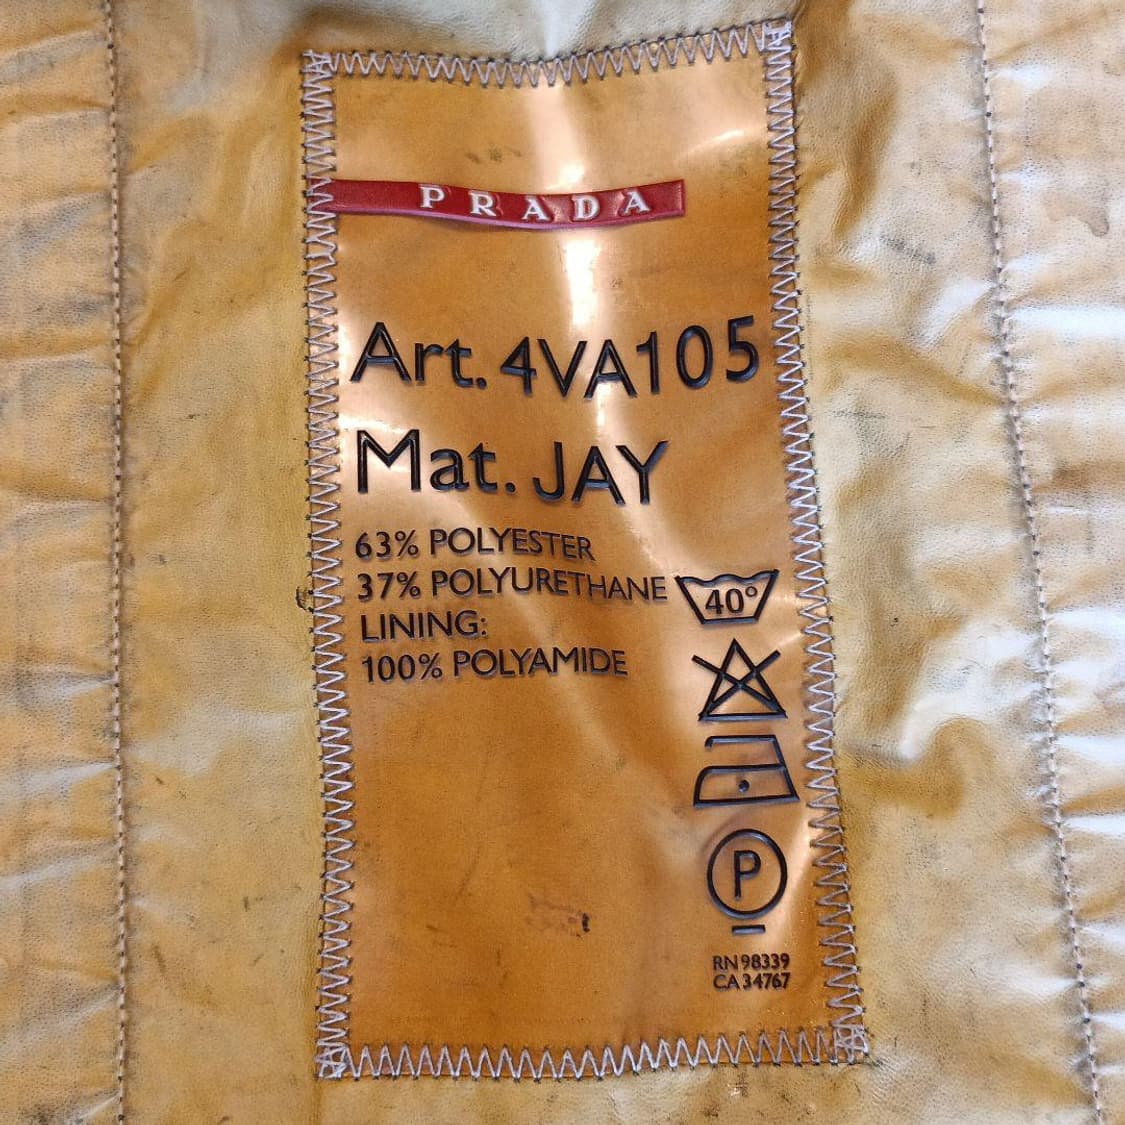 PRADA
Art. 4VA105
Mat. JAY
63% POLYESTER
37% POLYURETHANE
LINING:
100% POLYAMIDE
40°
P
RN 98339
CA 34767